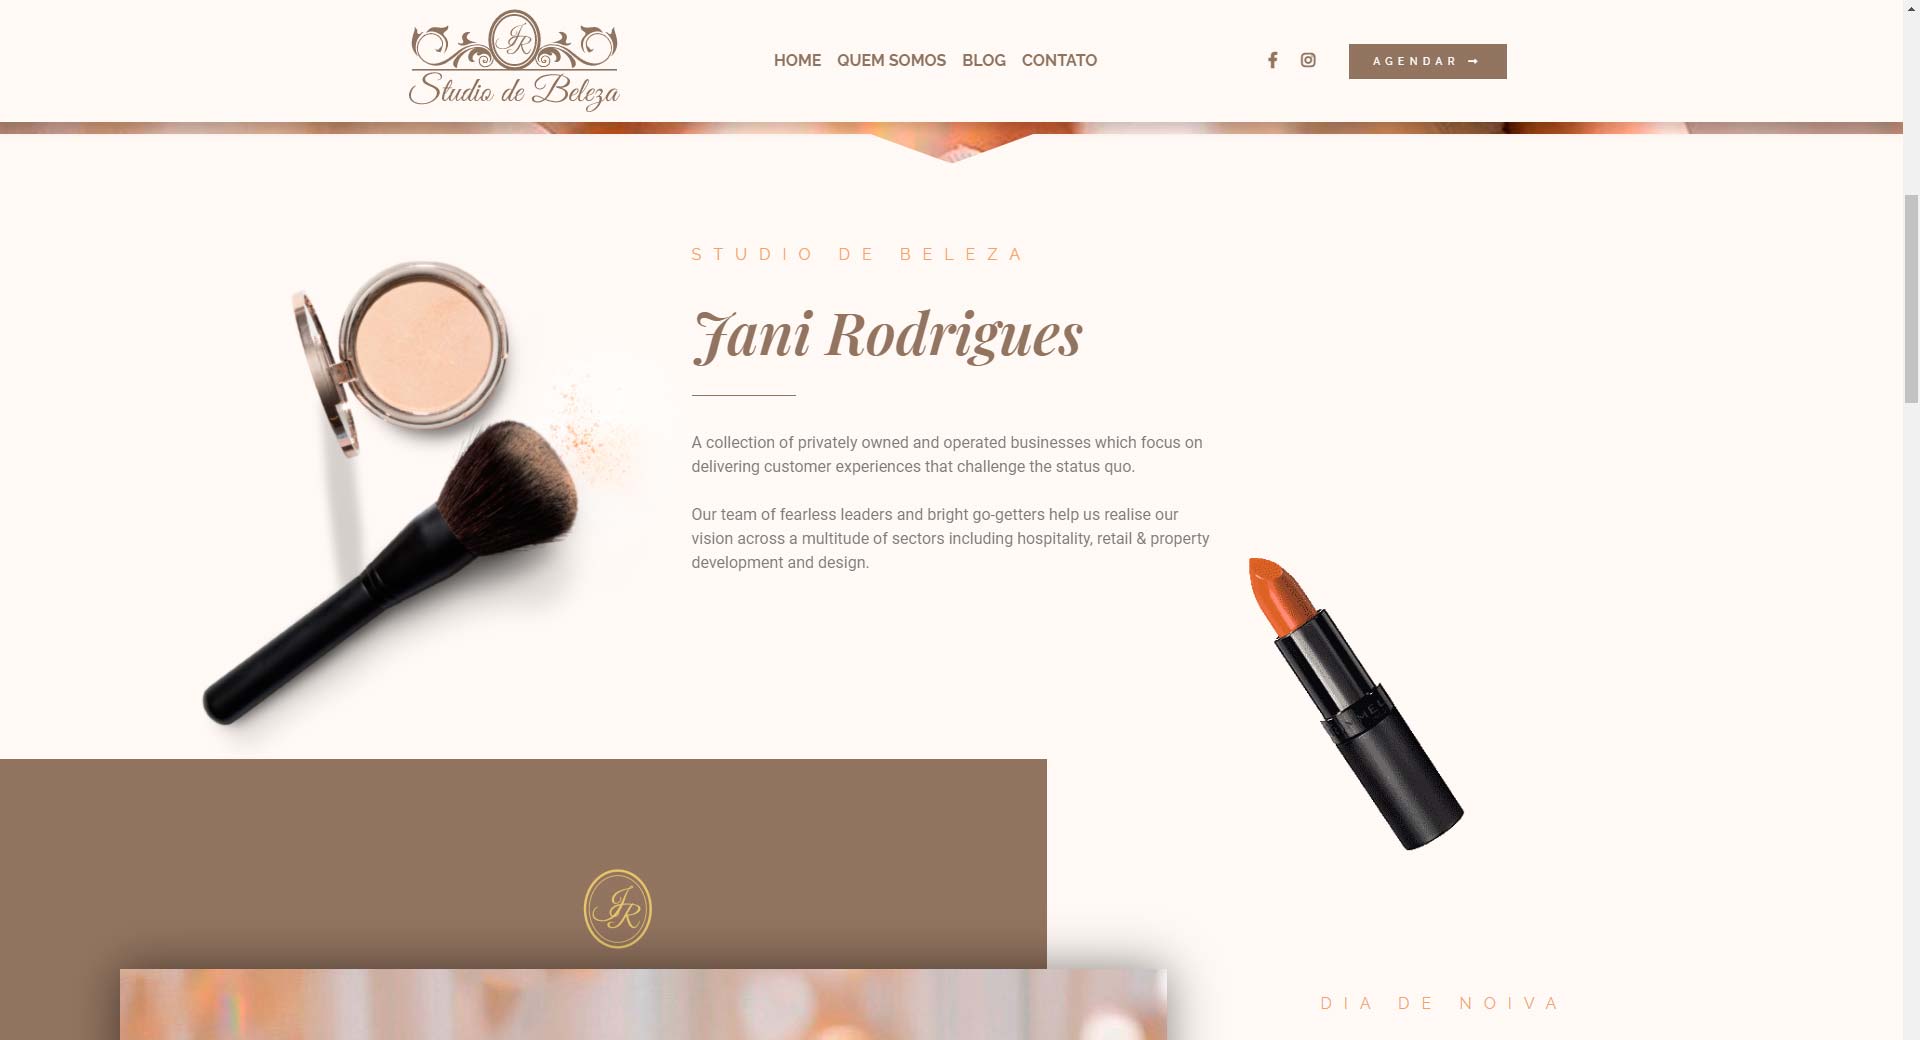 JR
Studio de Beleza
HOME QUEM SOMOS BLOG CONTATO
AGENDAR →
STUDIO DE BELEZA
Jani Rodrigues
A collection of privately owned and operated businesses which focus on
delivering customer experiences that challenge the status quo.
Our team of fearless leaders and bright go-getters help us realise our
vision across a multitude of sectors including hospitality, retail & property
development and design.
JR
DIA DE NOIVA